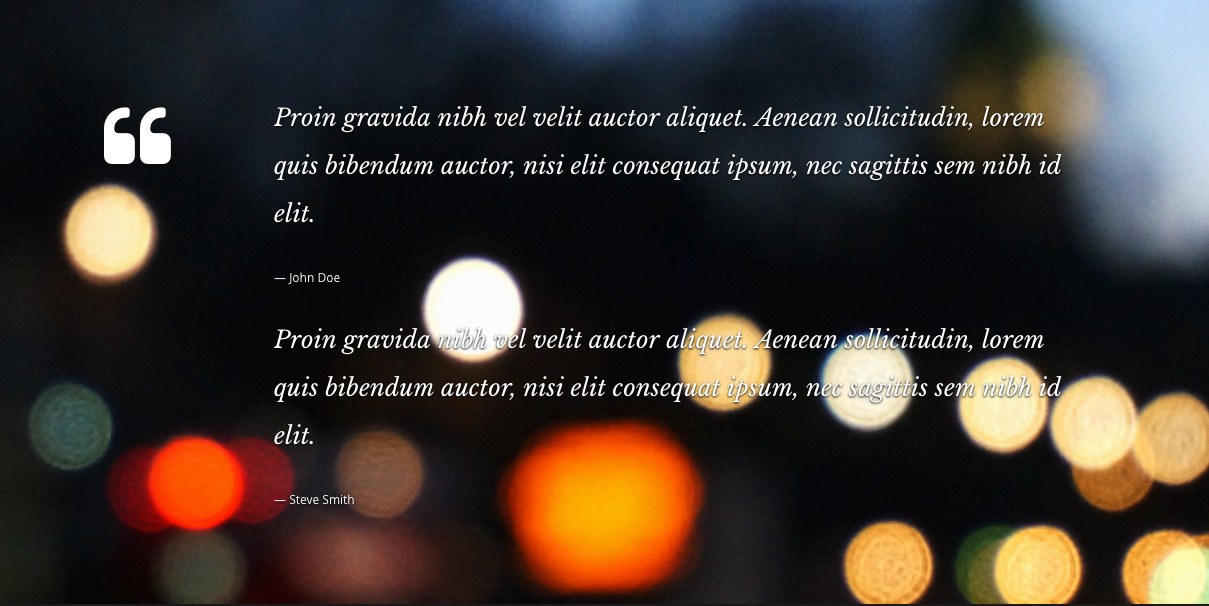 “
Proin gravida nibh vel velit auctor aliquet. Aenean sollicitudin, lorem
quis bibendum auctor, nisi elit consequat ipsum, nec sagittis sem nibh id
elit.
— John Doe
Proin gravida nibh vel velit auctor aliquet. Aenean sollicitudin, lorem
quis bibendum auctor, nisi elit consequat ipsum, nec sagittis sem nibh id
elit.
— Steve Smith